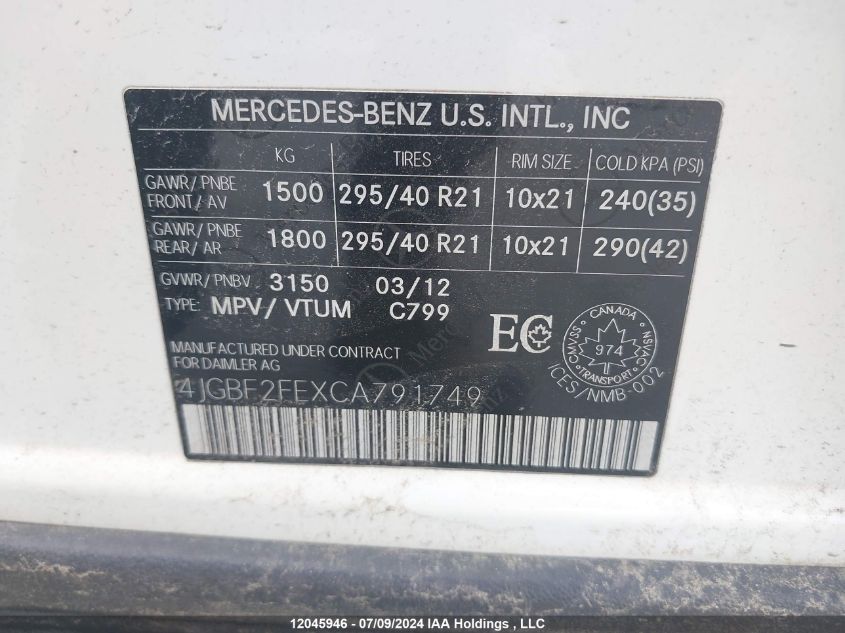 MERCEDES-BENZ U.S. INTL., INC
KG TIRES RIM SIZE COLD KPA (PSI)
GAWR/ PNBE FRONT/ AV 1500 295/40 R21 10x21 240(35)
GAWR/ PNBE REAR/ AR 1800 295/40 R21 10x21 290(42)
GVWR/ PNBV 3150 03/12
TYPE: MPV/ VTUM C799
EC
CANADA
SSVMC NSVAC
974
TRANSPORT
ICES/NMB-002
MANUFACTURED UNDER CONTRACT
FOR DAIMLER AG
4JGBF2FEXCA791749
12045946 - 07/09/2024 IAA Holdings , LLC